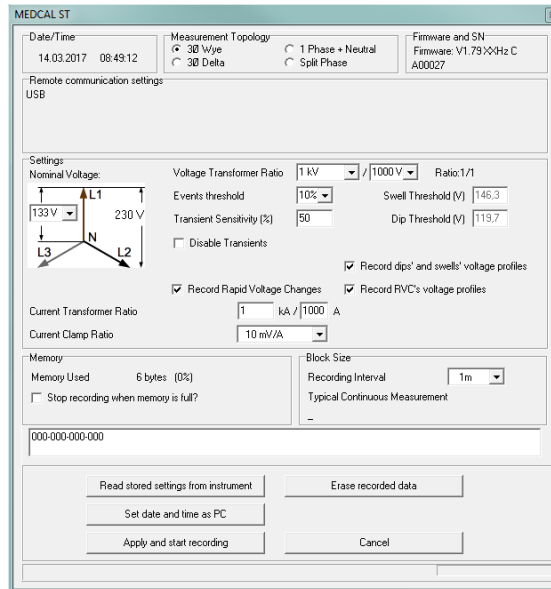 MEDCAL ST
Date/Time
14.03.2017 08:49:12
Measurement Topology
3Ø Wye
1 Phase + Neutral
3Ø Delta
Split Phase
Firmware and SN
Firmware: V1.79 XXHz C
A00027
Remote communication settings
USB
Settings
Nominal Voltage:
L1
133 V
230 V
N
L3
L2
Voltage Transformer Ratio 1 kV / 1000 V Ratio:1/1
Events threshold 10% Swell Threshold (V) 146,3
Transient Sensitivity (%) 50 Dip Threshold (V) 119,7
Disable Transients
Record dips' and swells' voltage profiles
Record Rapid Voltage Changes
Record RVC's voltage profiles
Current Transformer Ratio 1 kA / 1000 A
Current Clamp Ratio 10 mV/A
Memory
Memory Used 6 bytes (0%)
Stop recording when memory is full?
Block Size
Recording Interval 1m
Typical Continuous Measurement
_
000-000-000-000
Read stored settings from instrument
Erase recorded data
Set date and time as PC
Apply and start recording
Cancel